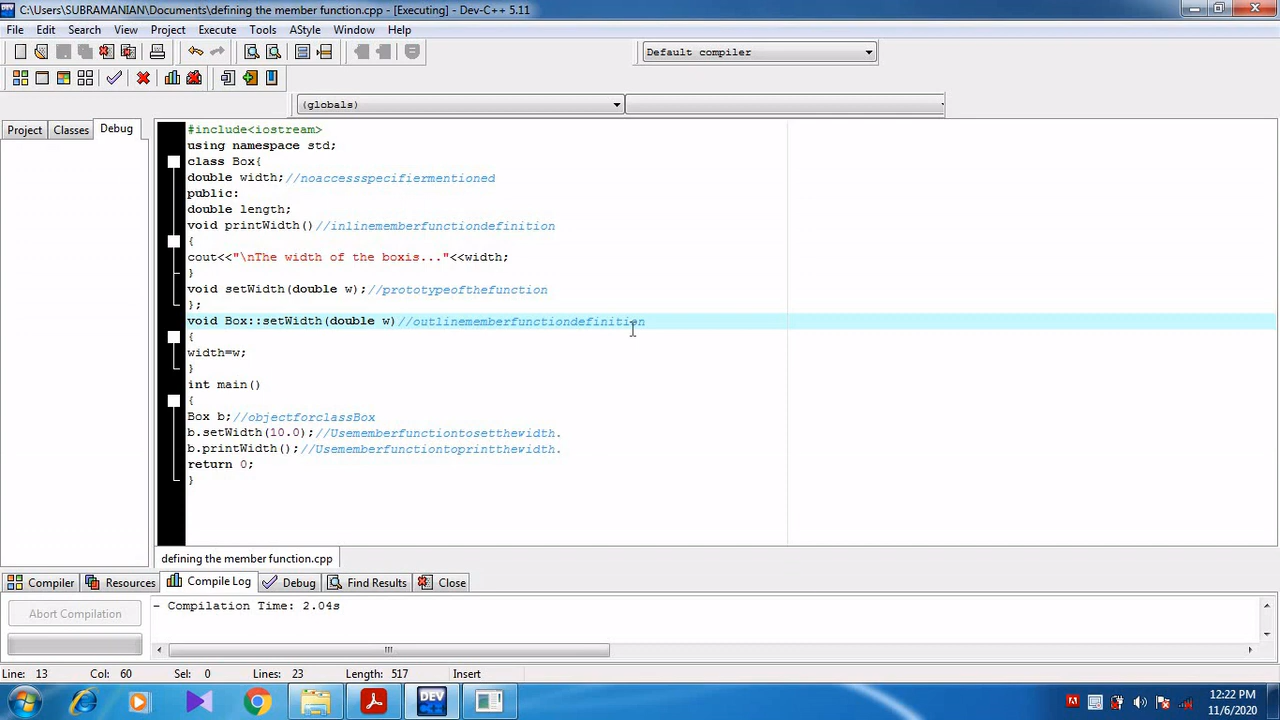 C:\Users\SUBRAMANIAN\Documents\defining the member function.cpp - [Executing] - Dev-C++ 5.11
File Edit Search View Project Execute Tools AStyle Window Help
Default compiler
(globals)
Project Classes Debug
#include<iostream>
using namespace std;
class Box{
double width;//noaccessspecifiermentioned
public:
double length;
void printWidth()//inlinememberfunctiondefinition
{
cout<<"\nThe width of the boxis..."<<width;
}
void setWidth(double w);//prototypeofthefunction
};
void Box::setWidth(double w)//outlinememberfunctiondefinition
{
width=w;
}
int main()
{
Box b;//objectforclassBox
b.setWidth(10.0);//Usememberfunctiontosetthewidth.
b.printWidth();//Usememberfunctiontoprintthewidth.
return 0;
}
defining the member function.cpp
Compiler Resources Compile Log Debug Find Results Close
Abort Compilation
- Compilation Time: 2.04s
Line: 13 Col: 60 Sel: 0 Lines: 23 Length: 517 Insert
DEV
12:22 PM
11/6/2020